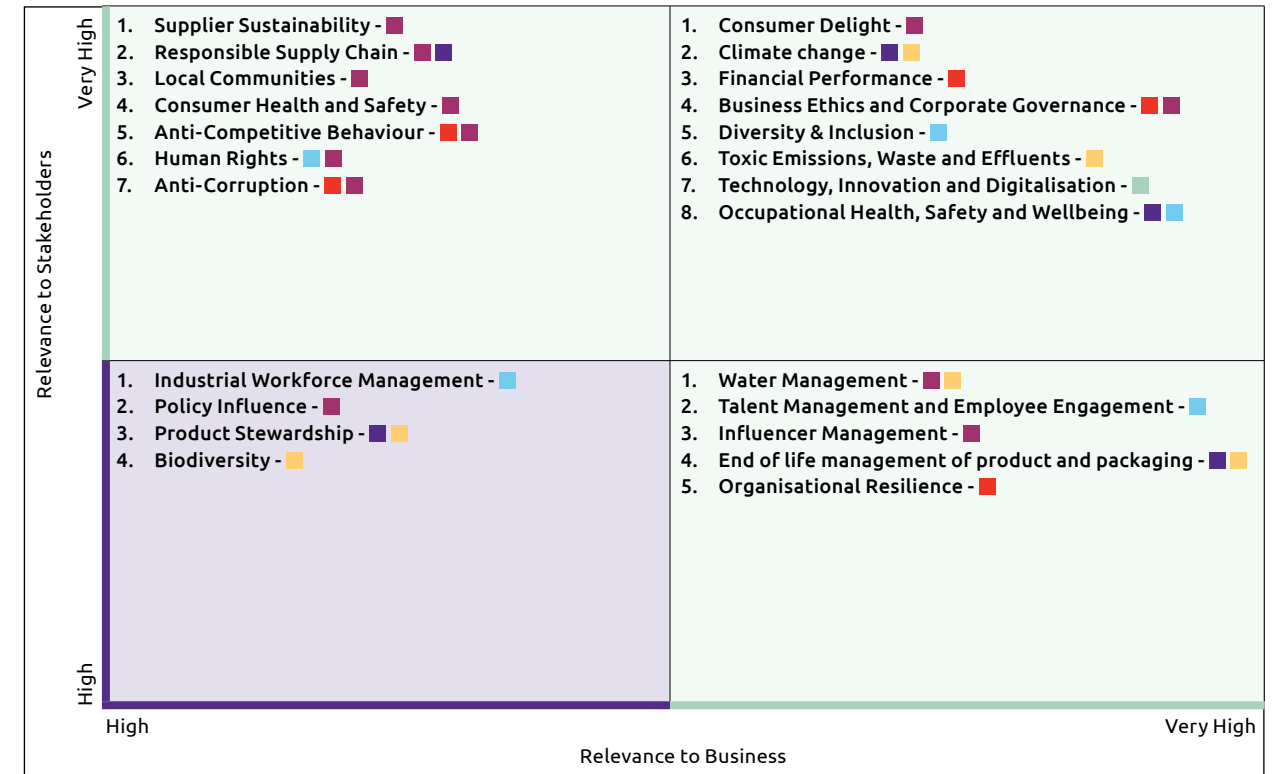 Very High
Relevance to Stakeholders
High
1. Supplier Sustainability -
2. Responsible Supply Chain -
3. Local Communities -
4. Consumer Health and Safety -
5. Anti-Competitive Behaviour -
6. Human Rights -
7. Anti-Corruption -
1. Consumer Delight -
2. Climate change -
3. Financial Performance -
4. Business Ethics and Corporate Governance -
5. Diversity & Inclusion -
6. Toxic Emissions, Waste and Effluents -
7. Technology, Innovation and Digitalisation -
8. Occupational Health, Safety and Wellbeing -
1. Industrial Workforce Management -
2. Policy Influence -
3. Product Stewardship -
4. Biodiversity -
1. Water Management -
2. Talent Management and Employee Engagement -
3. Influencer Management -
4. End of life management of product and packaging -
5. Organisational Resilience -
High
Very High
Relevance to Business